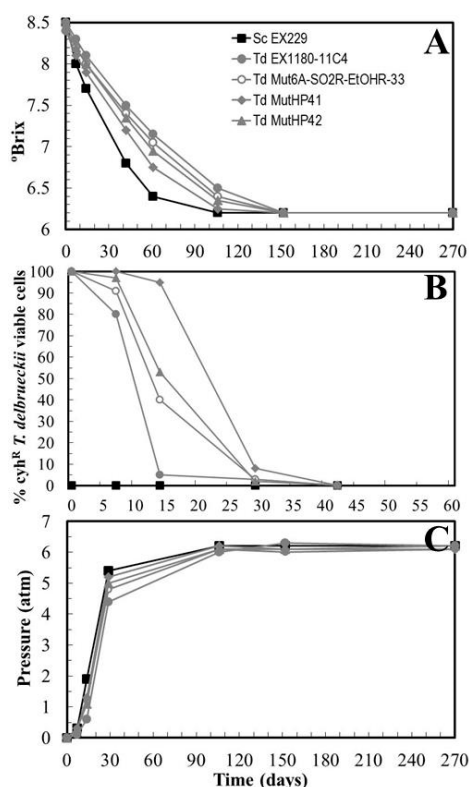 A
Sc EX229
Td EX1180-11C4
Td Mut6A-SO2R-EtOHR-33
Td MutHP41
Td MutHP42
ºBrix
8.5
8
7.5
7
6.5
6
0 30 60 90 120 150 180 210 240 270
B
% cyhᴿ T. delbrueckii viable cells
100
90
80
70
60
50
40
30
20
10
0
0 5 10 15 20 25 30 35 40 45 50 55 60
C
Pressure (atm)
7
6
5
4
3
2
1
0
0 30 60 90 120 150 180 210 240 270
Time (days)